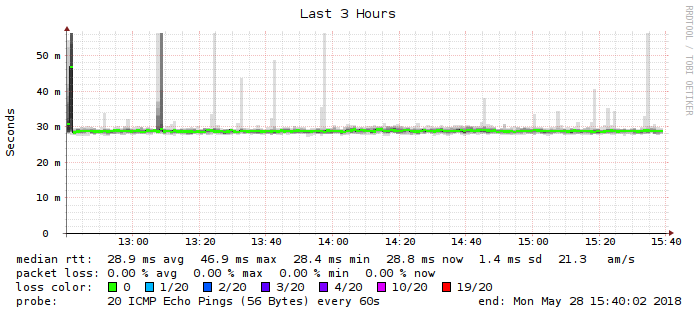 Last 3 Hours
RRDTOOL / TOBI OETIKER
Seconds
50 m
40 m
30 m
20 m
10 m
0
13:00 13:20 13:40 14:00 14:20 14:40 15:00 15:20 15:40
median rtt: 28.9 ms avg 46.9 ms max 28.4 ms min 28.8 ms now 1.4 ms sd 21.3 am/s
packet loss: 0.00 % avg 0.00 % max 0.00 % min 0.00 % now
loss color: 0 1/20 2/20 3/20 4/20 10/20 19/20
probe: 20 ICMP Echo Pings (56 Bytes) every 60s end: Mon May 28 15:40:02 2018